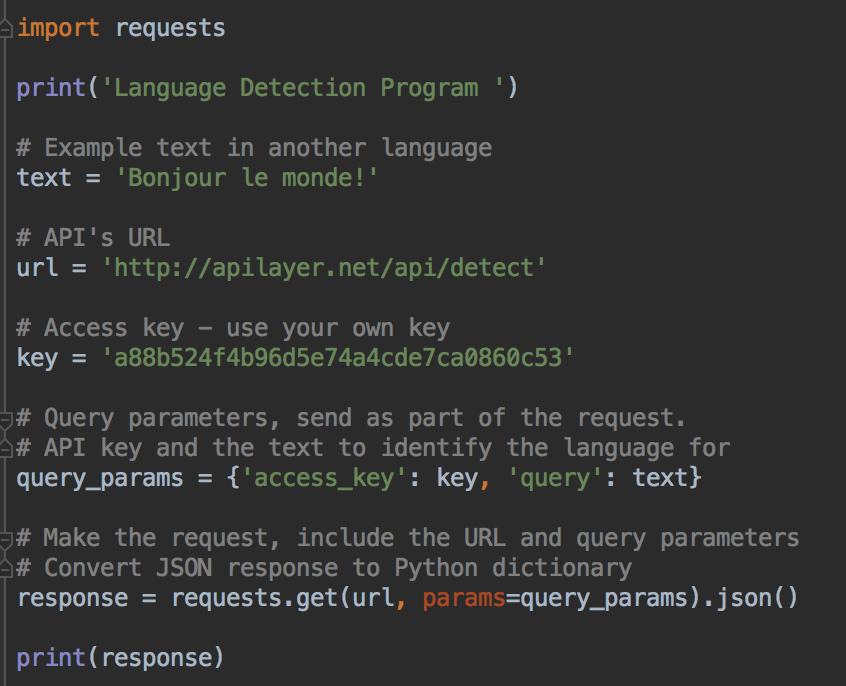 import requests
print('Language Detection Program ')
# Example text in another language
text = 'Bonjour le monde!'
# API's URL
url = 'http://apilayer.net/api/detect'
# Access key – use your own key
key = 'a88b524f4b96d5e74a4cde7ca0860c53'
# Query parameters, send as part of the request.
# API key and the text to identify the language for
query_params = {'access_key': key, 'query': text}
# Make the request, include the URL and query parameters
# Convert JSON response to Python dictionary
response = requests.get(url, params=query_params).json()
print(response)